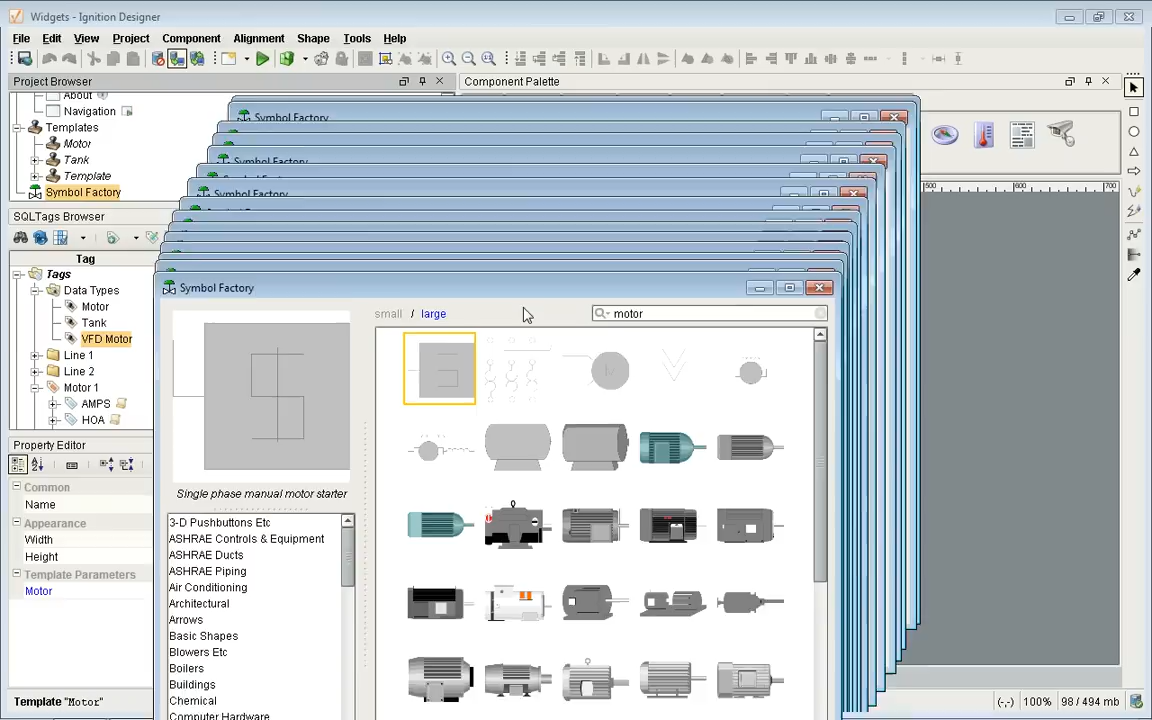 Widgets - Ignition Designer
File Edit View Project Component Alignment Shape Tools Help
Project Browser
Component Palette
About
Navigation
Templates
Motor
Tank
Template
Symbol Factory
Symbol Factory
Symbol Factory
Symbol Factory
500 600 700
SQLTags Browser
Tag
Tags
Data Types
Motor
Tank
VFD Motor
Line 1
Line 2
Motor 1
AMPS
HOA
Symbol Factory
small / large
motor
Single phase manual motor starter
3-D Pushbuttons Etc
ASHRAE Controls & Equipment
ASHRAE Ducts
ASHRAE Piping
Air Conditioning
Architectural
Arrows
Basic Shapes
Blowers Etc
Boilers
Buildings
Chemical
Computer Hardware
Property Editor
Common
Name
Appearance
Width
Height
Template Parameters
Motor
Template "Motor"
(-,-) 100% 98 / 494 mb